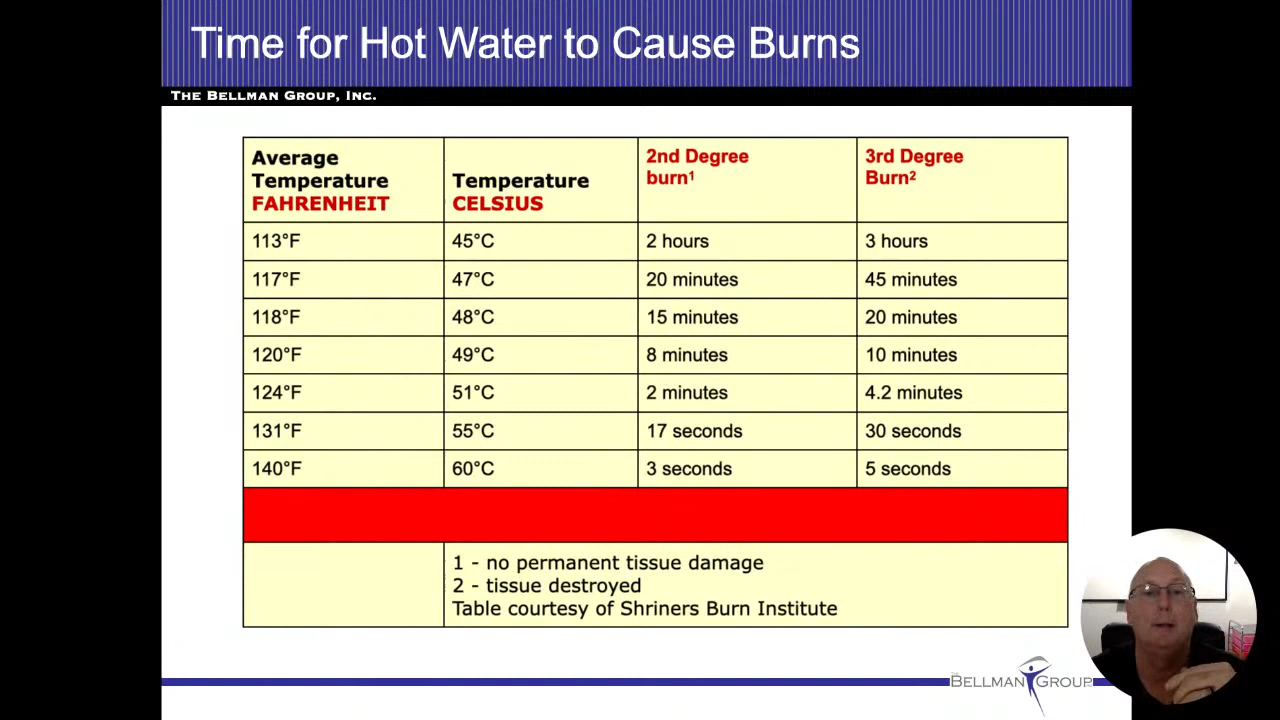 Time for Hot Water to Cause Burns
THE BELLMAN GROUP, INC.
Average Temperature FAHRENHEIT Temperature CELSIUS 2nd Degree burn¹ 3rd Degree Burn²
113°F 45°C 2 hours 3 hours
117°F 47°C 20 minutes 45 minutes
118°F 48°C 15 minutes 20 minutes
120°F 49°C 8 minutes 10 minutes
124°F 51°C 2 minutes 4.2 minutes
131°F 55°C 17 seconds 30 seconds
140°F 60°C 3 seconds 5 seconds
1 - no permanent tissue damage
2 - tissue destroyed
Table courtesy of Shriners Burn Institute
THE BELLMAN GROUP